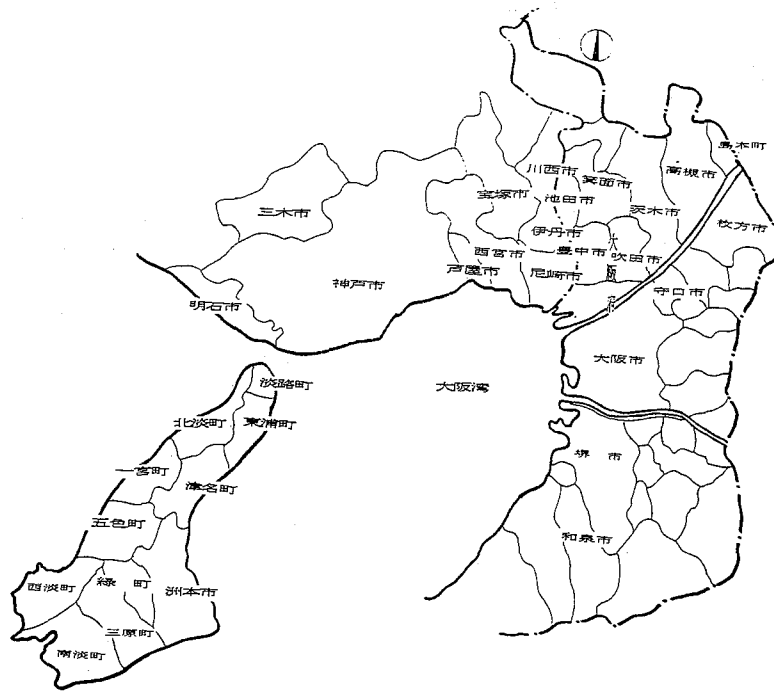 島本町
川西市
箕面市
高槻市
宝塚市
池田市
茨木市
三木市
枚方市
伊丹市
豊中市
吹田市
西宮市
芦屋市
尼崎市
神戸市
守口市
明石市
大阪市
淡路町
大阪湾
北淡町
東浦町
堺 市
一宮町
津名町
五色町
和泉市
西淡町
緑 町
洲本市
三原町
南淡町